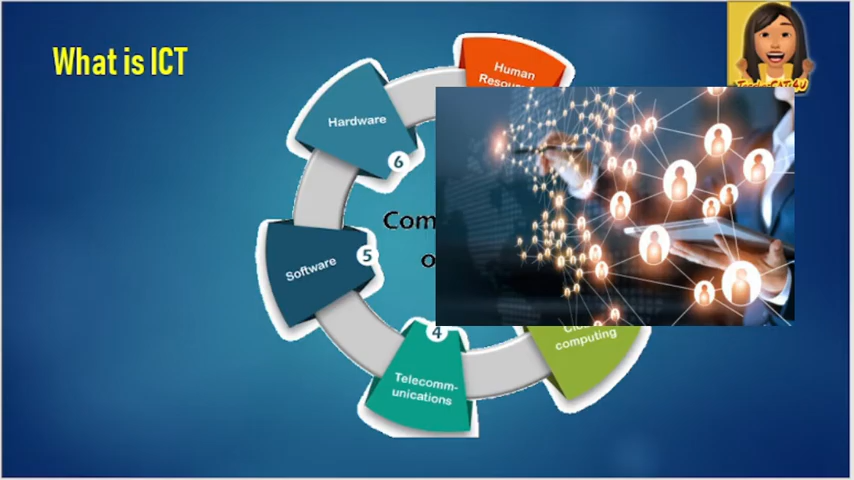 What is ICT
Human
Hardware
6
Software
5
4
computing
Telecomm-
unications